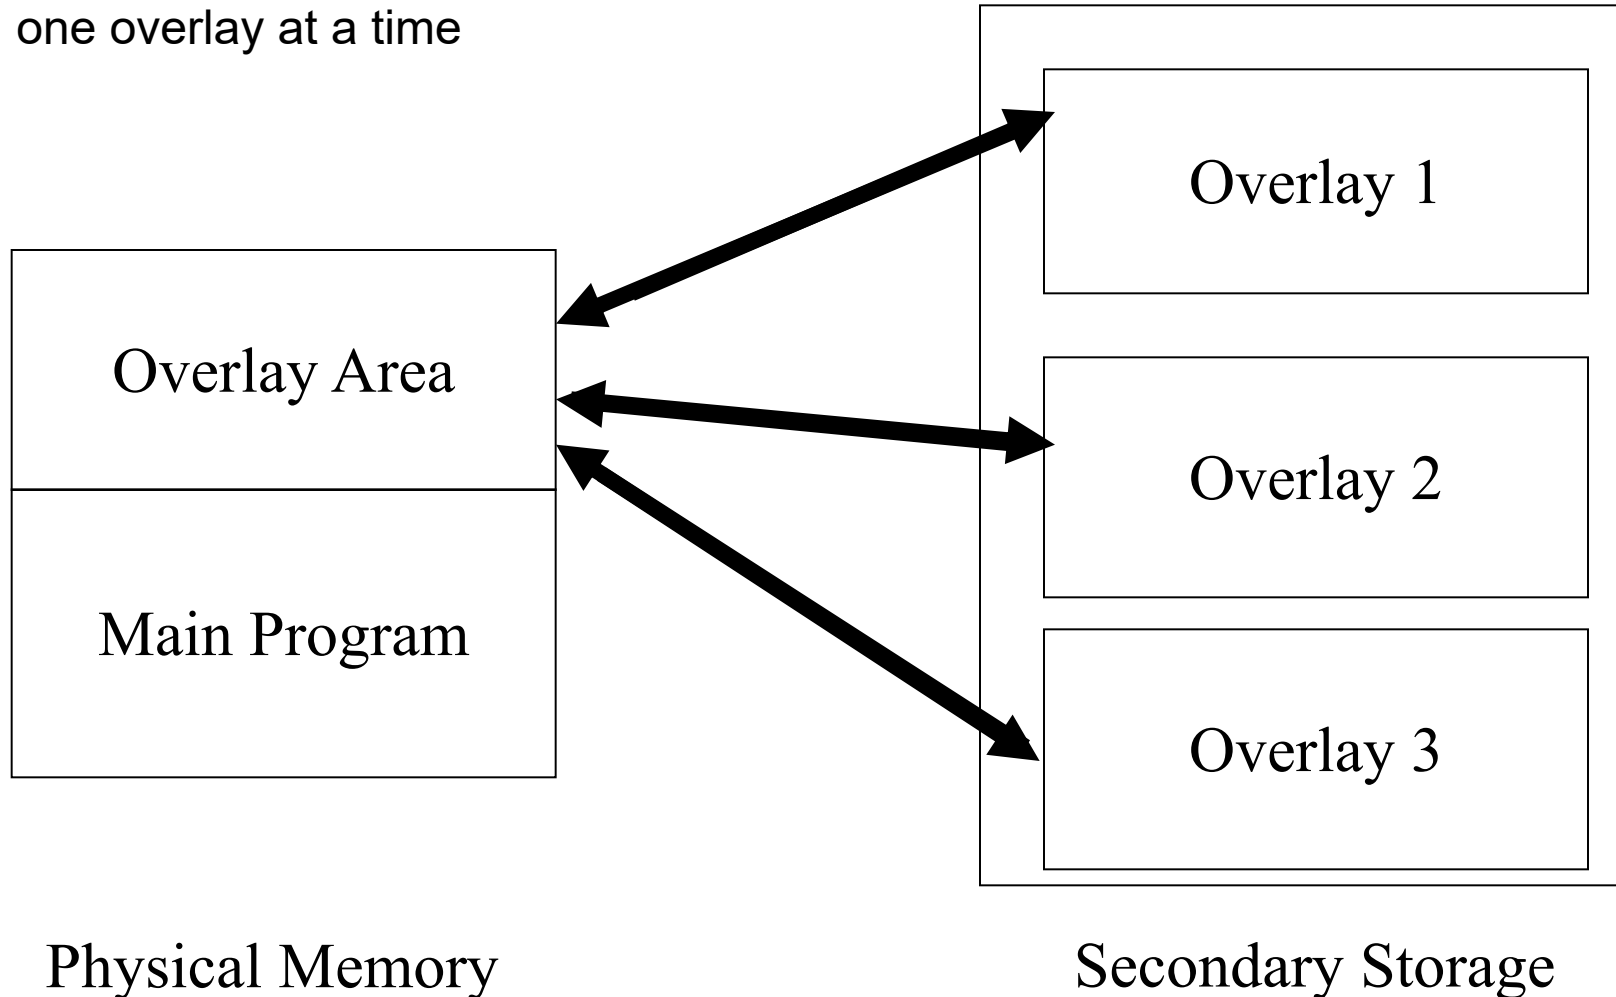 one overlay at a time
Overlay 1
Overlay Area
Overlay 2
Main Program
Overlay 3
Physical Memory
Secondary Storage